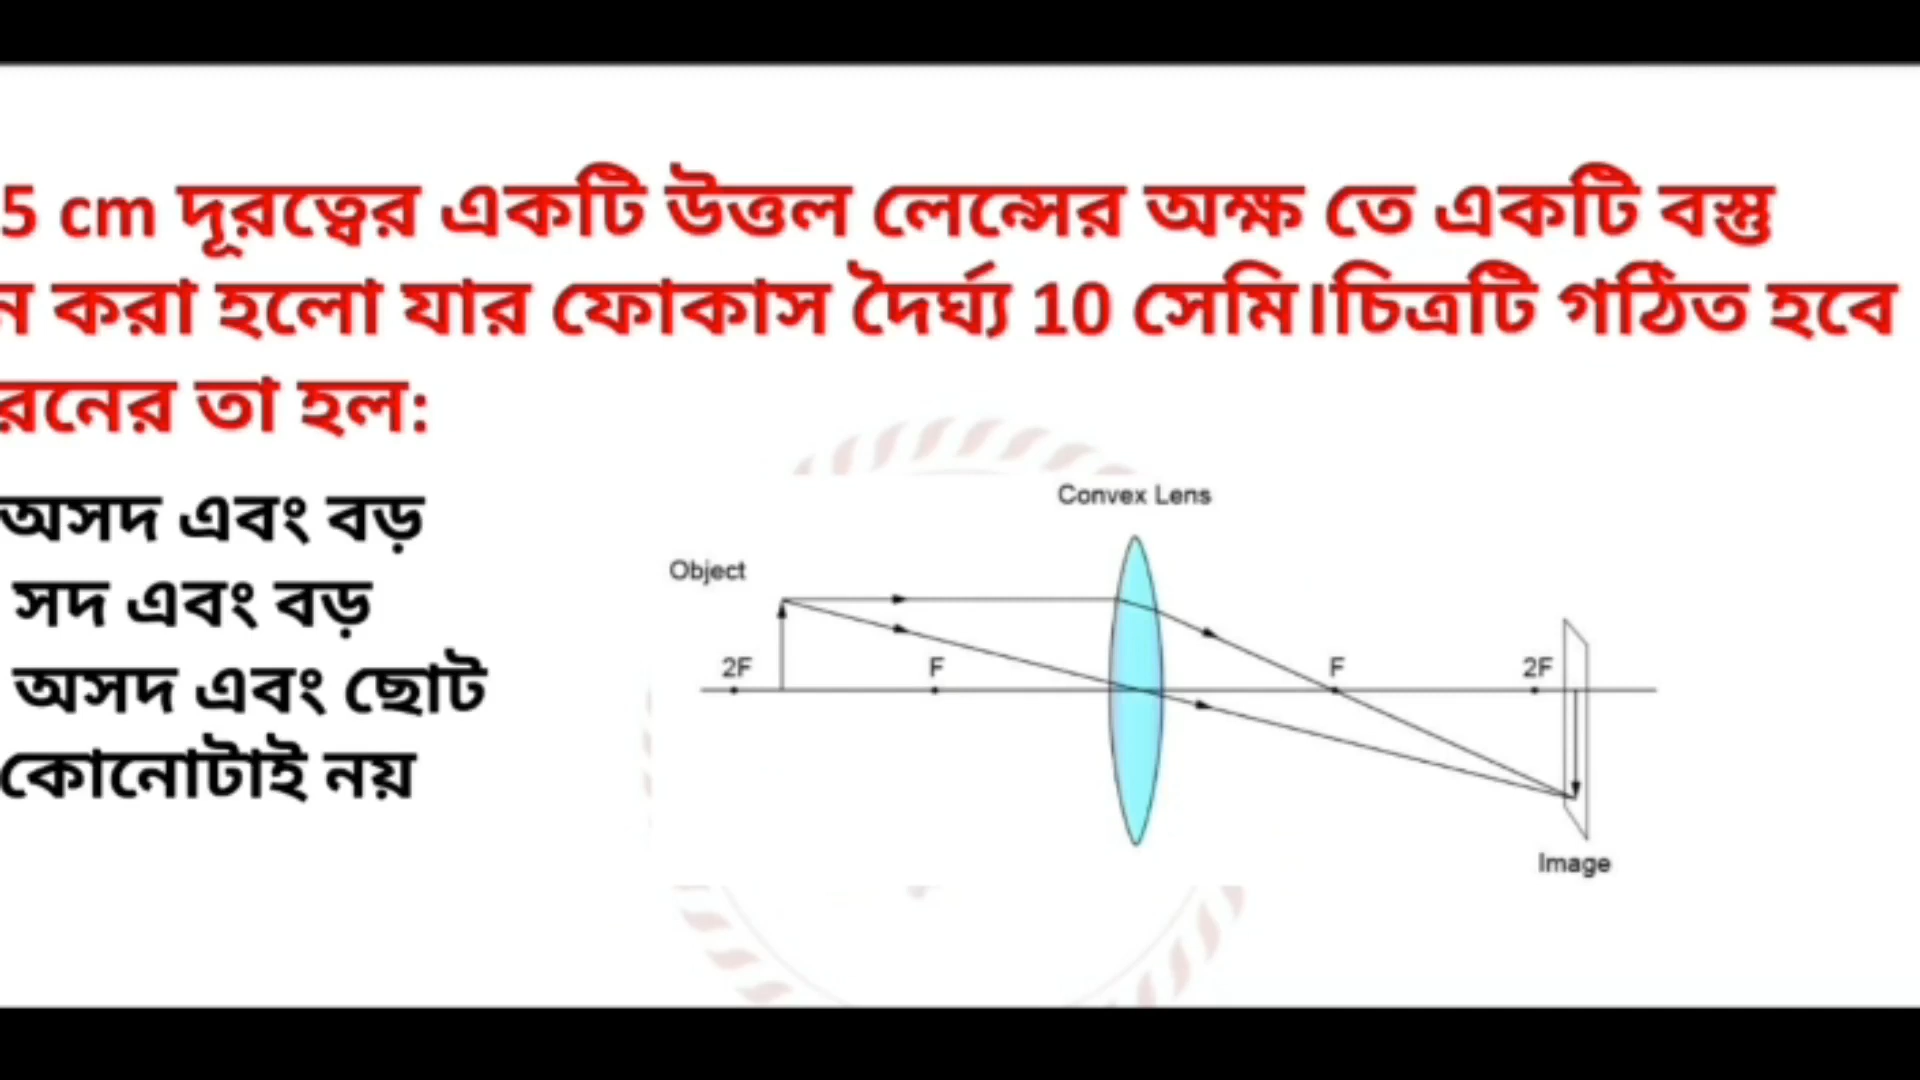 5 cm দূরত্বের একটি উত্তল লেন্সের অক্ষ তে একটি বস্তু
ন করা হলো যার ফোকাস দৈর্ঘ্য 10 সেমি।চিত্রটি গঠিত হবে
রনের তা হল:
অসদ এবং বড়
সদ এবং বড়
অসদ এবং ছোট
কোনোটাই নয়
Convex Lens
Object
2F F F 2F
Image